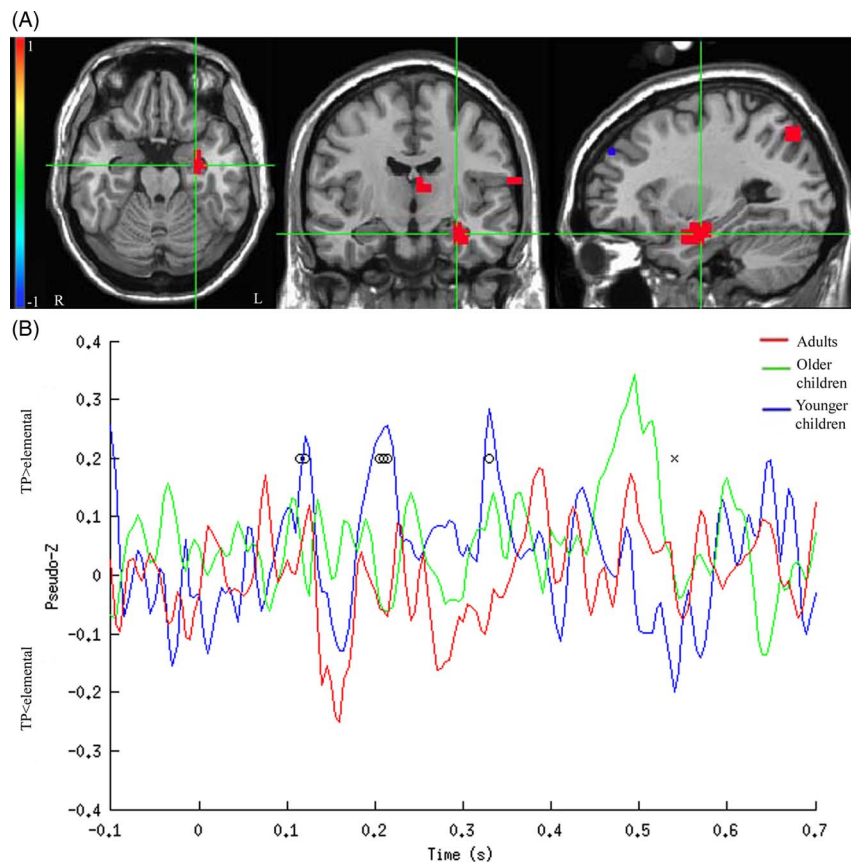 (A)
1
-1
R
L
(B)
TP>elemental
TP<elemental
Pseudo-Z
0.4
0.3
0.2
0.1
0
-0.1
-0.2
-0.3
-0.4
Adults
Older
children
Younger
children
-0.1
0
0.1
0.2
0.3
0.4
0.5
0.6
0.7
Time (s)